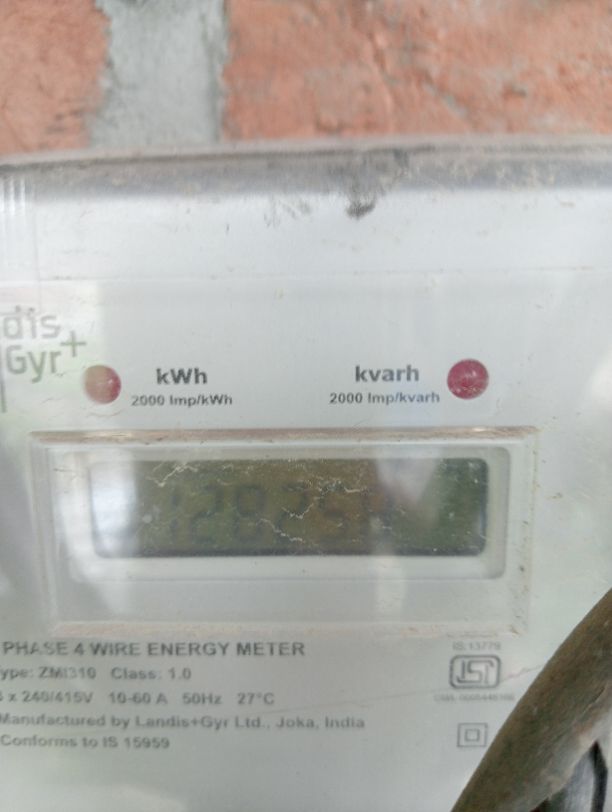 dis
Gyr+
kWh
kvarh
2000 Imp/kWh
2000 Imp/kvarh
PHASE 4 WIRE ENERGY METER
IS:13779
ype: ZMI310 Class: 1.0
x 240/415V 10-60 A 50Hz 27°C
Manufactured by Landis+Gyr Ltd., Joka, India
Conforms to IS 15959